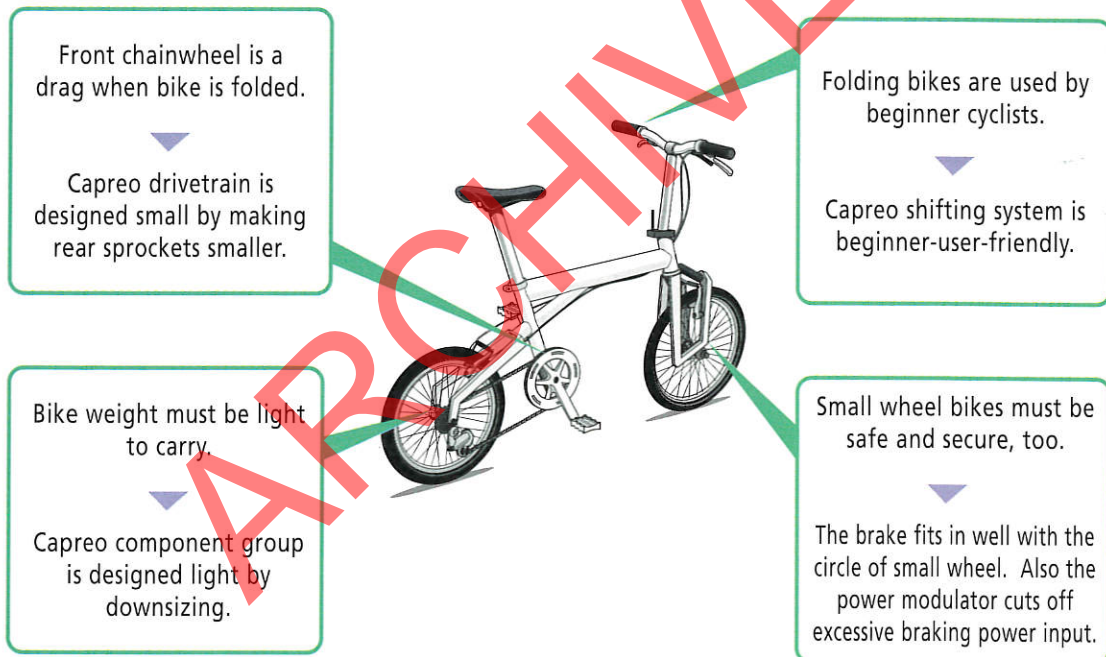 Front chainwheel is a
drag when bike is folded.
Capreo drivetrain is
designed small by making
rear sprockets smaller.
Folding bikes are used by
beginner cyclists.
Capreo shifting system is
beginner-user-friendly.
Bike weight must be light
to carry.
Capreo component group
is designed light by
downsizing.
Small wheel bikes must be
safe and secure, too.
The brake fits in well with the
circle of small wheel. Also the
power modulator cuts off
excessive braking power input.
ARCHIVE